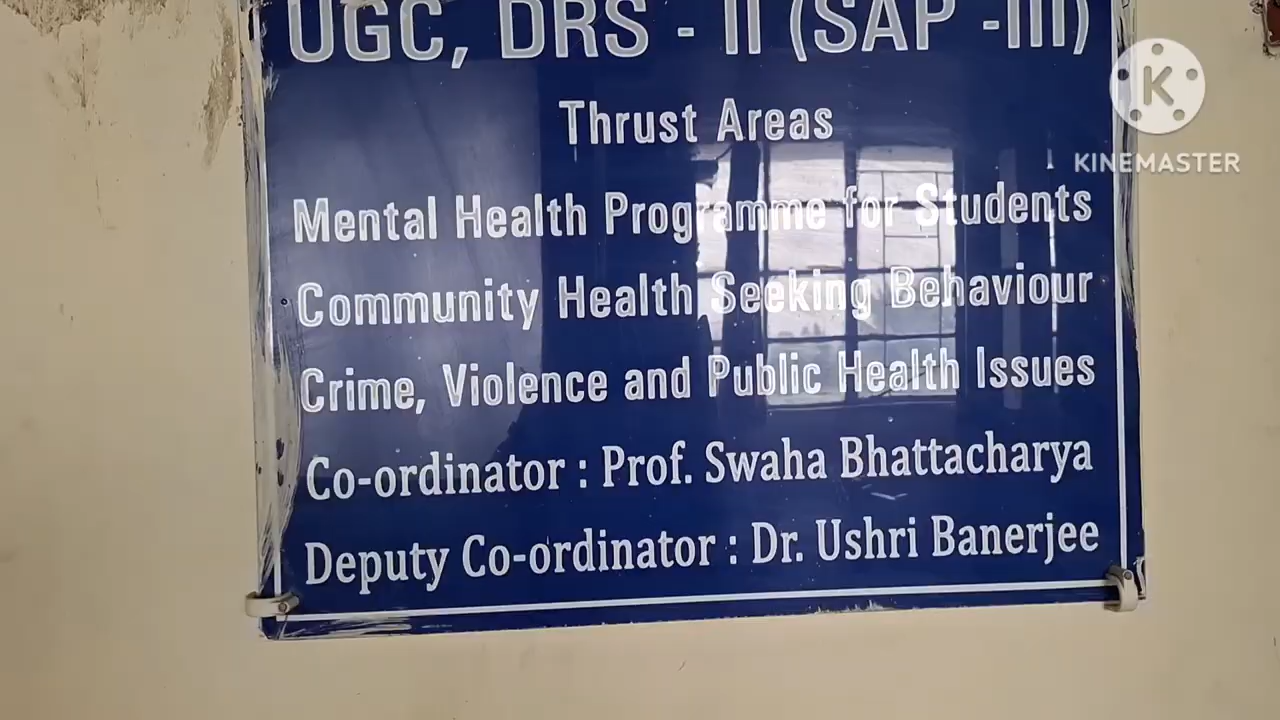 UGC, DRS - II (SAP -III)
Thrust Areas
Mental Health Programme for Students
Community Health Seeking Behaviour
Crime, Violence and Public Health Issues
Co-ordinator : Prof. Swaha Bhattacharya
Deputy Co-ordinator : Dr. Ushri Banerjee
K
KINEMASTER